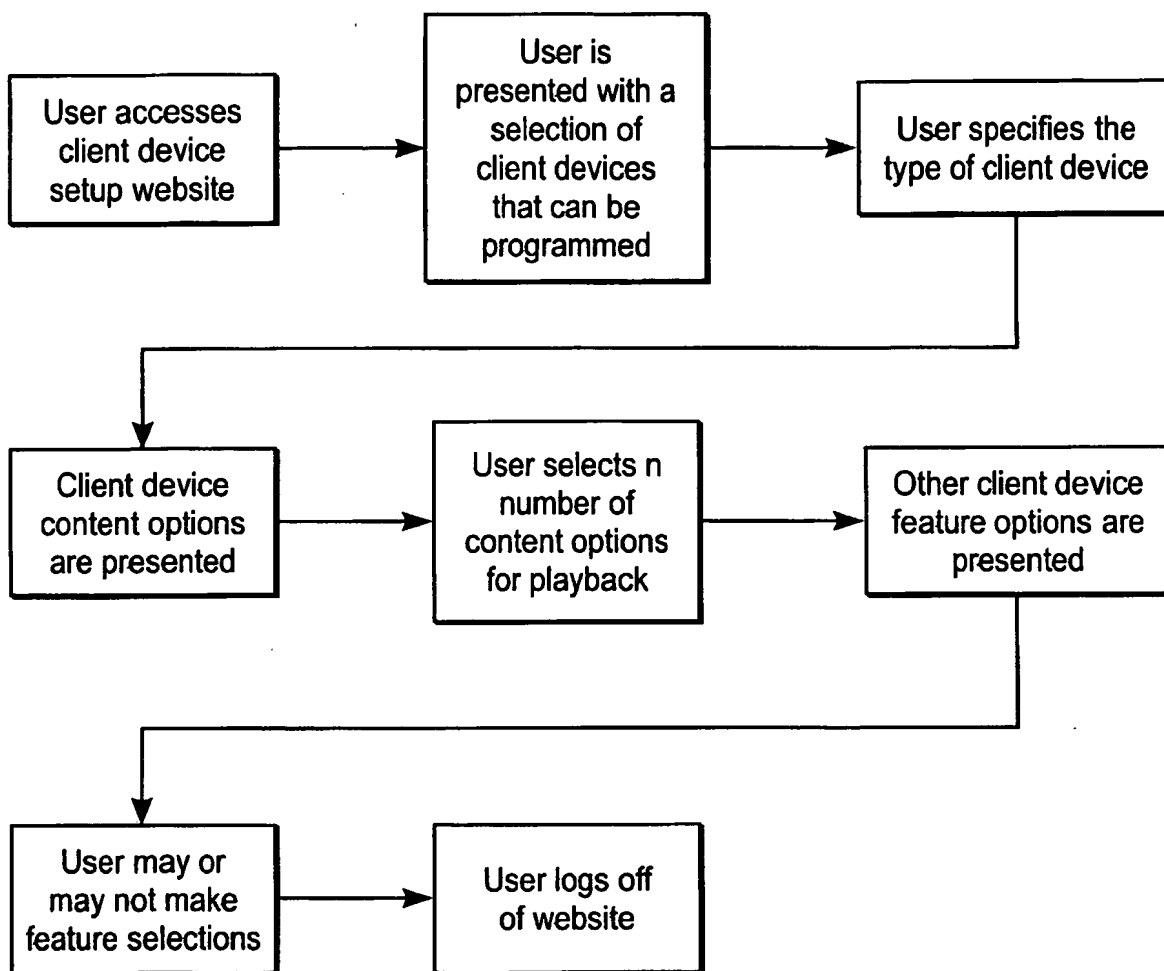 User accesses
client device
setup website
User is
presented with a
selection of
client devices
that can be
programmed
User specifies the
type of client device
Client device
content options
are presented
User selects n
number of
content options
for playback
Other client device
feature options are
presented
User may or
may not make
feature selections
User logs off
of website